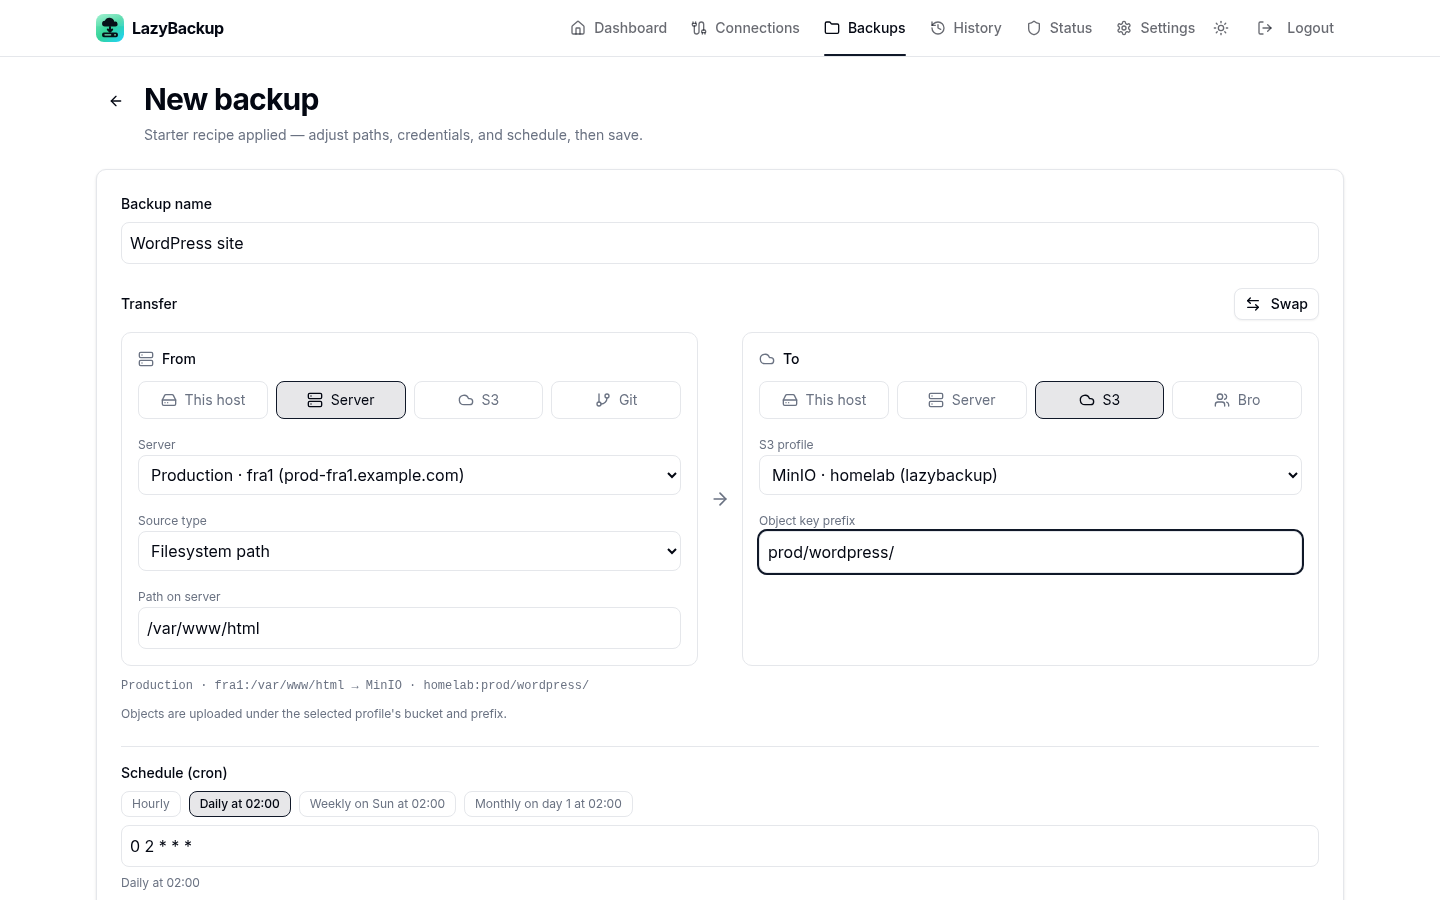 LazyBackup
Dashboard
Connections
Backups
History
Status
Settings
Logout
New backup
Starter recipe applied — adjust paths, credentials, and schedule, then save.
Backup name
WordPress site
Transfer
Swap
From
This host
Server
S3
Git
Server
Production · fra1 (prod-fra1.example.com)
Source type
Filesystem path
Path on server
/var/www/html
To
This host
Server
S3
Bro
S3 profile
MinIO · homelab (lazybackup)
Object key prefix
prod/wordpress/
Production · fra1:/var/www/html → MinIO · homelab:prod/wordpress/
Objects are uploaded under the selected profile's bucket and prefix.
Schedule (cron)
Hourly
Daily at 02:00
Weekly on Sun at 02:00
Monthly on day 1 at 02:00
0 2 * * *
Daily at 02:00